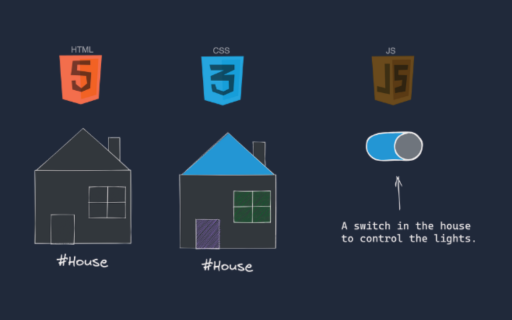 HTML
CSS
JS
5
3
JS
#House
#House
A switch in the house
to control the lights.